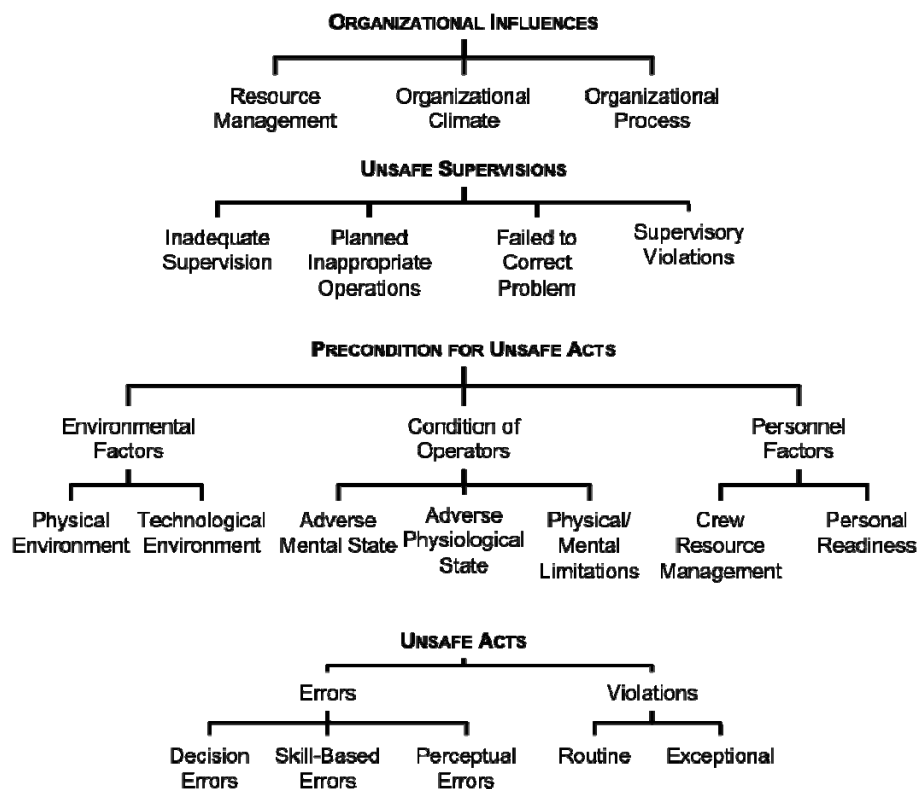 ORGANIZATIONAL INFLUENCES
Resource Management
Organizational Climate
Organizational Process
UNSAFE SUPERVISIONS
Inadequate Supervision
Planned Inappropriate Operations
Failed to Correct Problem
Supervisory Violations
PRECONDITION FOR UNSAFE ACTS
Environmental Factors
Condition of Operators
Personnel Factors
Physical Environment
Technological Environment
Adverse Mental State
Adverse Physiological State
Physical/ Mental Limitations
Crew Resource Management
Personal Readiness
UNSAFE ACTS
Errors
Violations
Decision Errors
Skill-Based Errors
Perceptual Errors
Routine
Exceptional